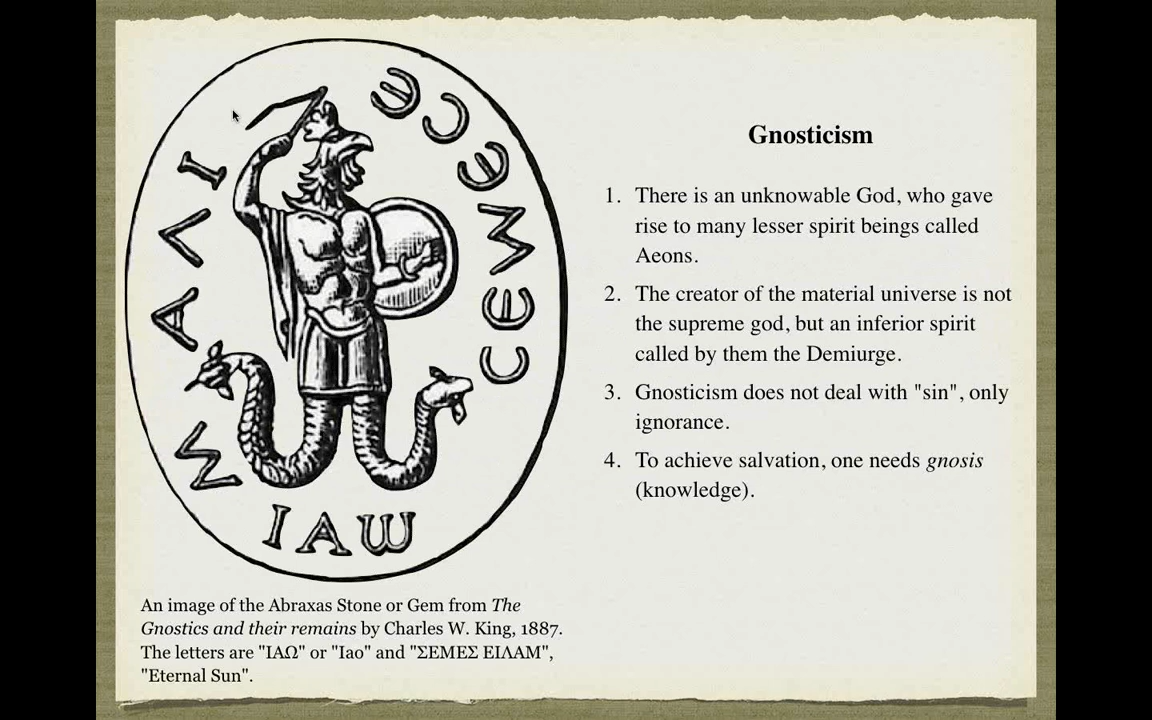 ϹЄΜЄϹ ЄΙΛΑΜ
ΙΑW
Gnosticism
1. There is an unknowable God, who gave
rise to many lesser spirit beings called
Aeons.
2. The creator of the material universe is not
the supreme god, but an inferior spirit
called by them the Demiurge.
3. Gnosticism does not deal with "sin", only
ignorance.
4. To achieve salvation, one needs gnosis
(knowledge).
An image of the Abraxas Stone or Gem from The
Gnostics and their remains by Charles W. King, 1887.
The letters are "ΙΑΩ" or "Iao" and "ΣΕΜΕΣ ΕΙΛΑΜ",
"Eternal Sun".